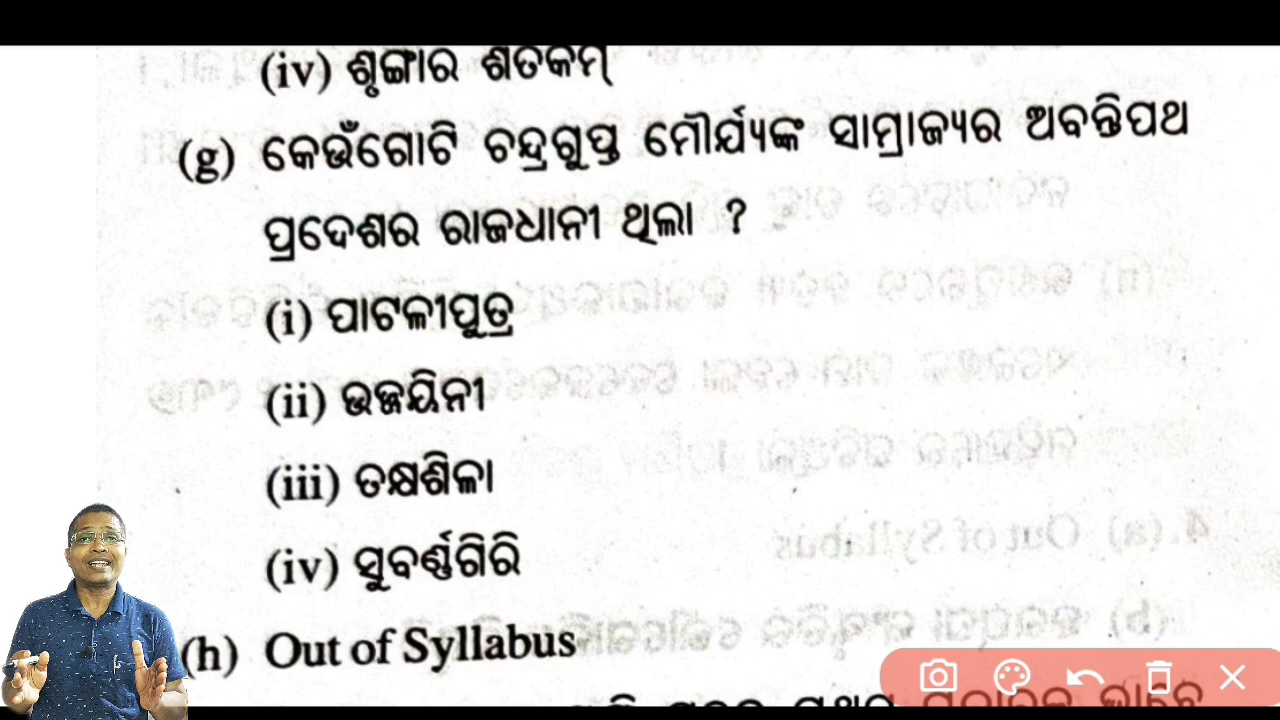 (iv) ଶୃଙ୍ଗାର ଶତକମ୍
(g) କେଉଁଗୋଟି ଚନ୍ଦ୍ରଗୁପ୍ତ ମୌର୍ଯ୍ୟଙ୍କ ସାମ୍ରାଜ୍ୟର ଅବନ୍ତିପଥ
ପ୍ରଦେଶର ରାଜଧାନୀ ଥିଲା ?
(i) ପାଟଳୀପୁତ୍ର
(ii) ଉଜ୍ଜୟିନୀ
(iii) ତକ୍ଷଶିଳା
(iv) ସୁବର୍ଣ୍ଣଗିରି
(h) Out of Syllabus